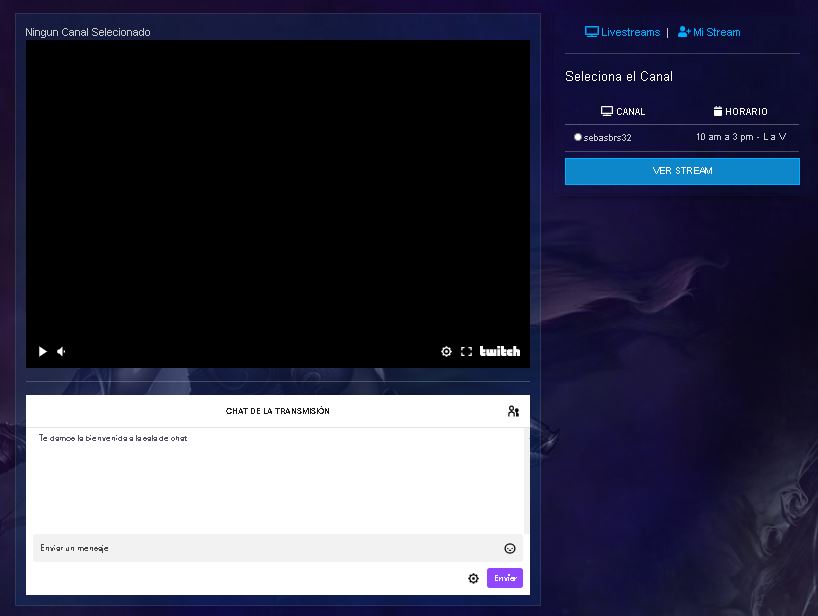 Ningun Canal Selecionado
Livestreams | Mi Stream
Seleciona el Canal
CANAL HORARIO
sebasbrs32 10 am a 3 pm - L a V
VER STREAM
twitch
CHAT DE LA TRANSMISIÓN
Te damos la bienvenida a la sala de chat
Enviar un mensaje
Enviar